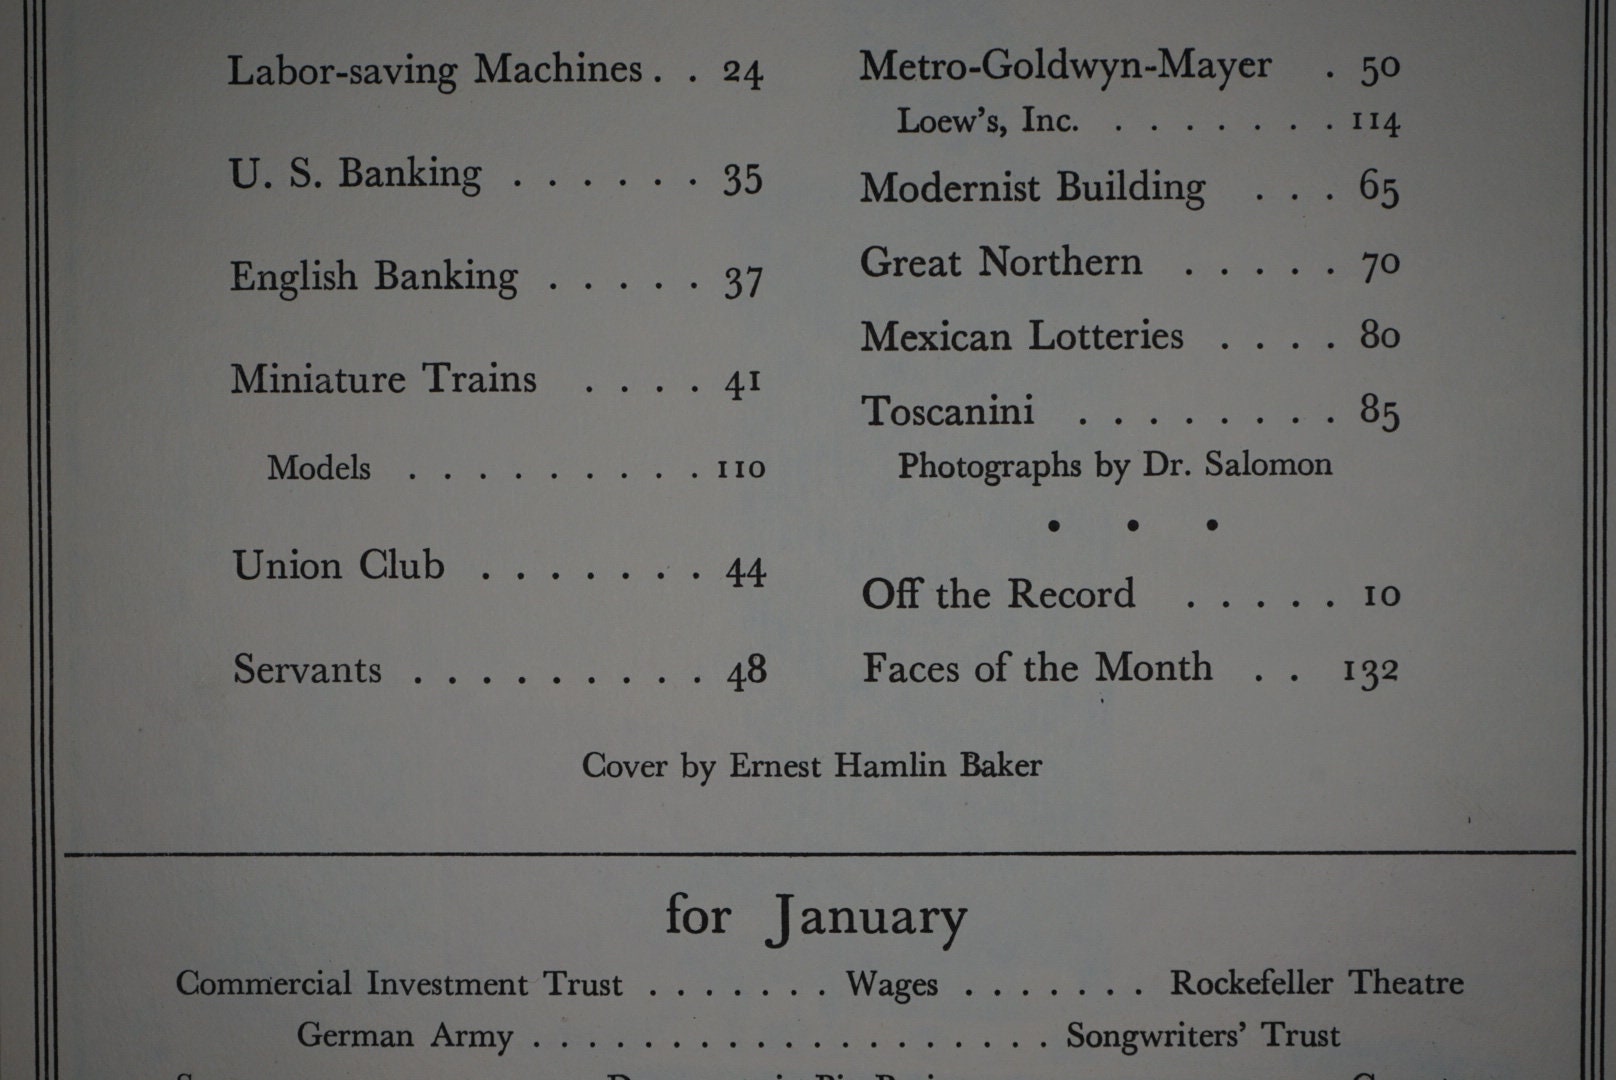 Labor-saving Machines . . 24
U. S. Banking . . . . . . 35
English Banking . . . . . 37
Miniature Trains . . . . 41
Models . . . . . . . . . 110
Union Club . . . . . . . 44
Servants . . . . . . . . . 48
Metro-Goldwyn-Mayer . 50
Loew's, Inc. . . . . . . . 114
Modernist Building . . . 65
Great Northern . . . . . 70
Mexican Lotteries . . . . 80
Toscanini . . . . . . . . 85
Photographs by Dr. Salomon
• • •
Off the Record . . . . . 10
Faces of the Month . . 132
Cover by Ernest Hamlin Baker
for January
Commercial Investment Trust . . . . . . . Wages . . . . . . . Rockefeller Theatre
German Army . . . . . . . . . . . . . . . . . . . Songwriters' Trust